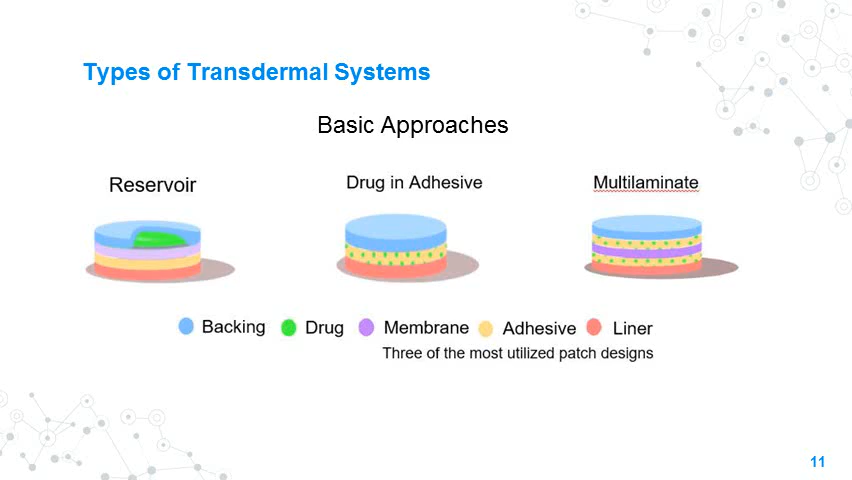 Types of Transdermal Systems
Basic Approaches
Reservoir
Drug in Adhesive
Multilaminate
Backing
Drug
Membrane
Adhesive
Liner
Three of the most utilized patch designs
11